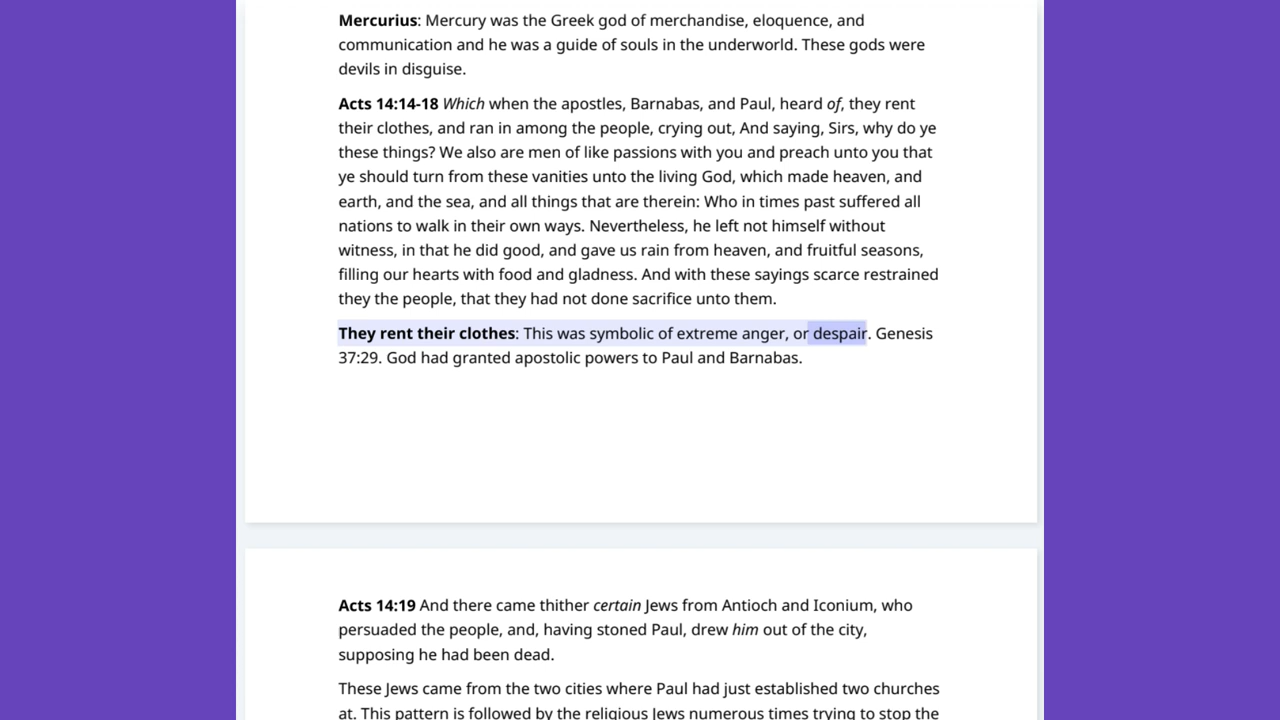 Mercurius: Mercury was the Greek god of merchandise, eloquence, and
communication and he was a guide of souls in the underworld. These gods were
devils in disguise.
Acts 14:14-18 Which when the apostles, Barnabas, and Paul, heard of, they rent
their clothes, and ran in among the people, crying out, And saying, Sirs, why do ye
these things? We also are men of like passions with you and preach unto you that
ye should turn from these vanities unto the living God, which made heaven, and
earth, and the sea, and all things that are therein: Who in times past suffered all
nations to walk in their own ways. Nevertheless, he left not himself without
witness, in that he did good, and gave us rain from heaven, and fruitful seasons,
filling our hearts with food and gladness. And with these sayings scarce restrained
they the people, that they had not done sacrifice unto them.
They rent their clothes: This was symbolic of extreme anger, or despair. Genesis
37:29. God had granted apostolic powers to Paul and Barnabas.
Acts 14:19 And there came thither certain Jews from Antioch and Iconium, who
persuaded the people, and, having stoned Paul, drew him out of the city,
supposing he had been dead.
These Jews came from the two cities where Paul had just established two churches
at. This pattern is followed by the religious Jews numerous times trying to stop the